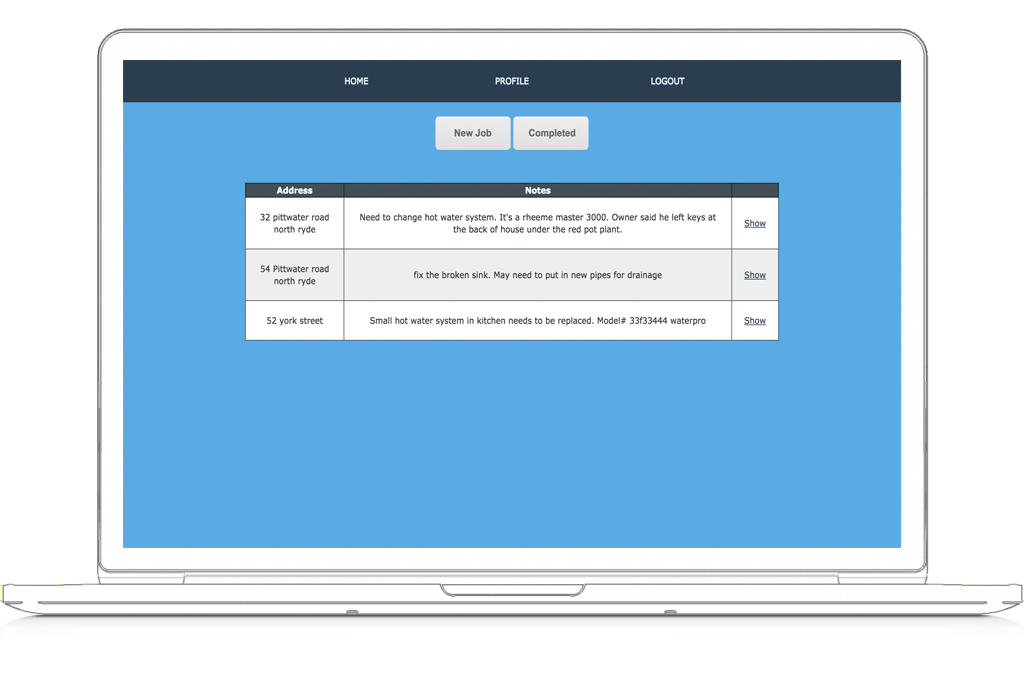 HOME PROFILE LOGOUT
New Job Completed
Address Notes
32 pittwater road
north ryde
Need to change hot water system. It's a rheeme master 3000. Owner said he left keys at
the back of house under the red pot plant.
Show
54 Pittwater road
north ryde
fix the broken sink. May need to put in new pipes for drainage
Show
52 york street
Small hot water system in kitchen needs to be replaced. Model# 33f33444 waterpro
Show